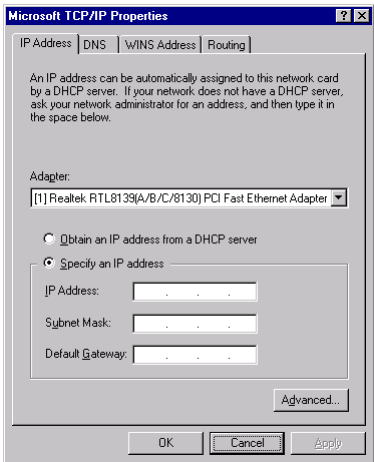 Microsoft TCP/IP Properties
IP Address DNS WINS Address Routing
An IP address can be automatically assigned to this network card
by a DHCP server. If your network does not have a DHCP server,
ask your network administrator for an address, and then type it in
the space below.
Adapter:
[1] Realtek RTL8139(A/B/C/8130) PCI Fast Ethernet Adapter
Obtain an IP address from a DHCP server
Specify an IP address
IP Address:
Subnet Mask:
Default Gateway:
Advanced...
OK Cancel Apply